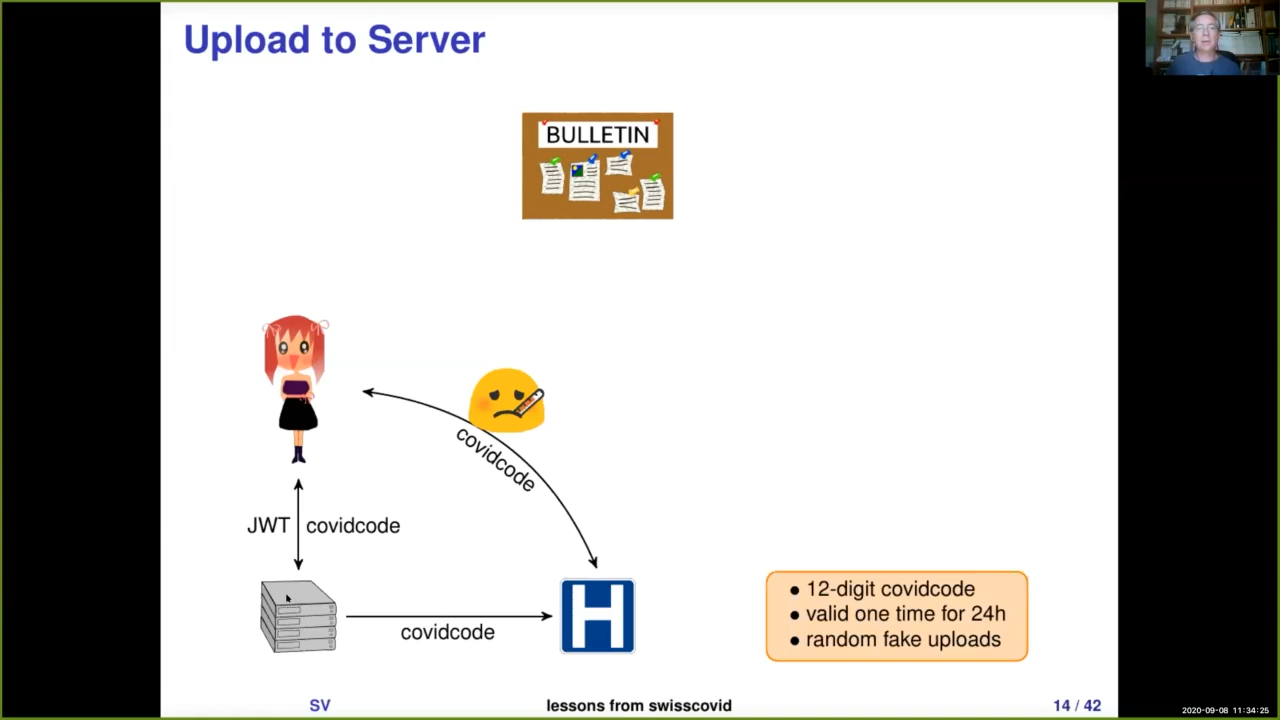 Upload to Server
BULLETIN
covidcode
JWT
covidcode
covidcode
H
• 12-digit covidcode
• valid one time for 24h
• random fake uploads
SV
lessons from swisscovid
14 / 42
2020-09-08 11:34:25